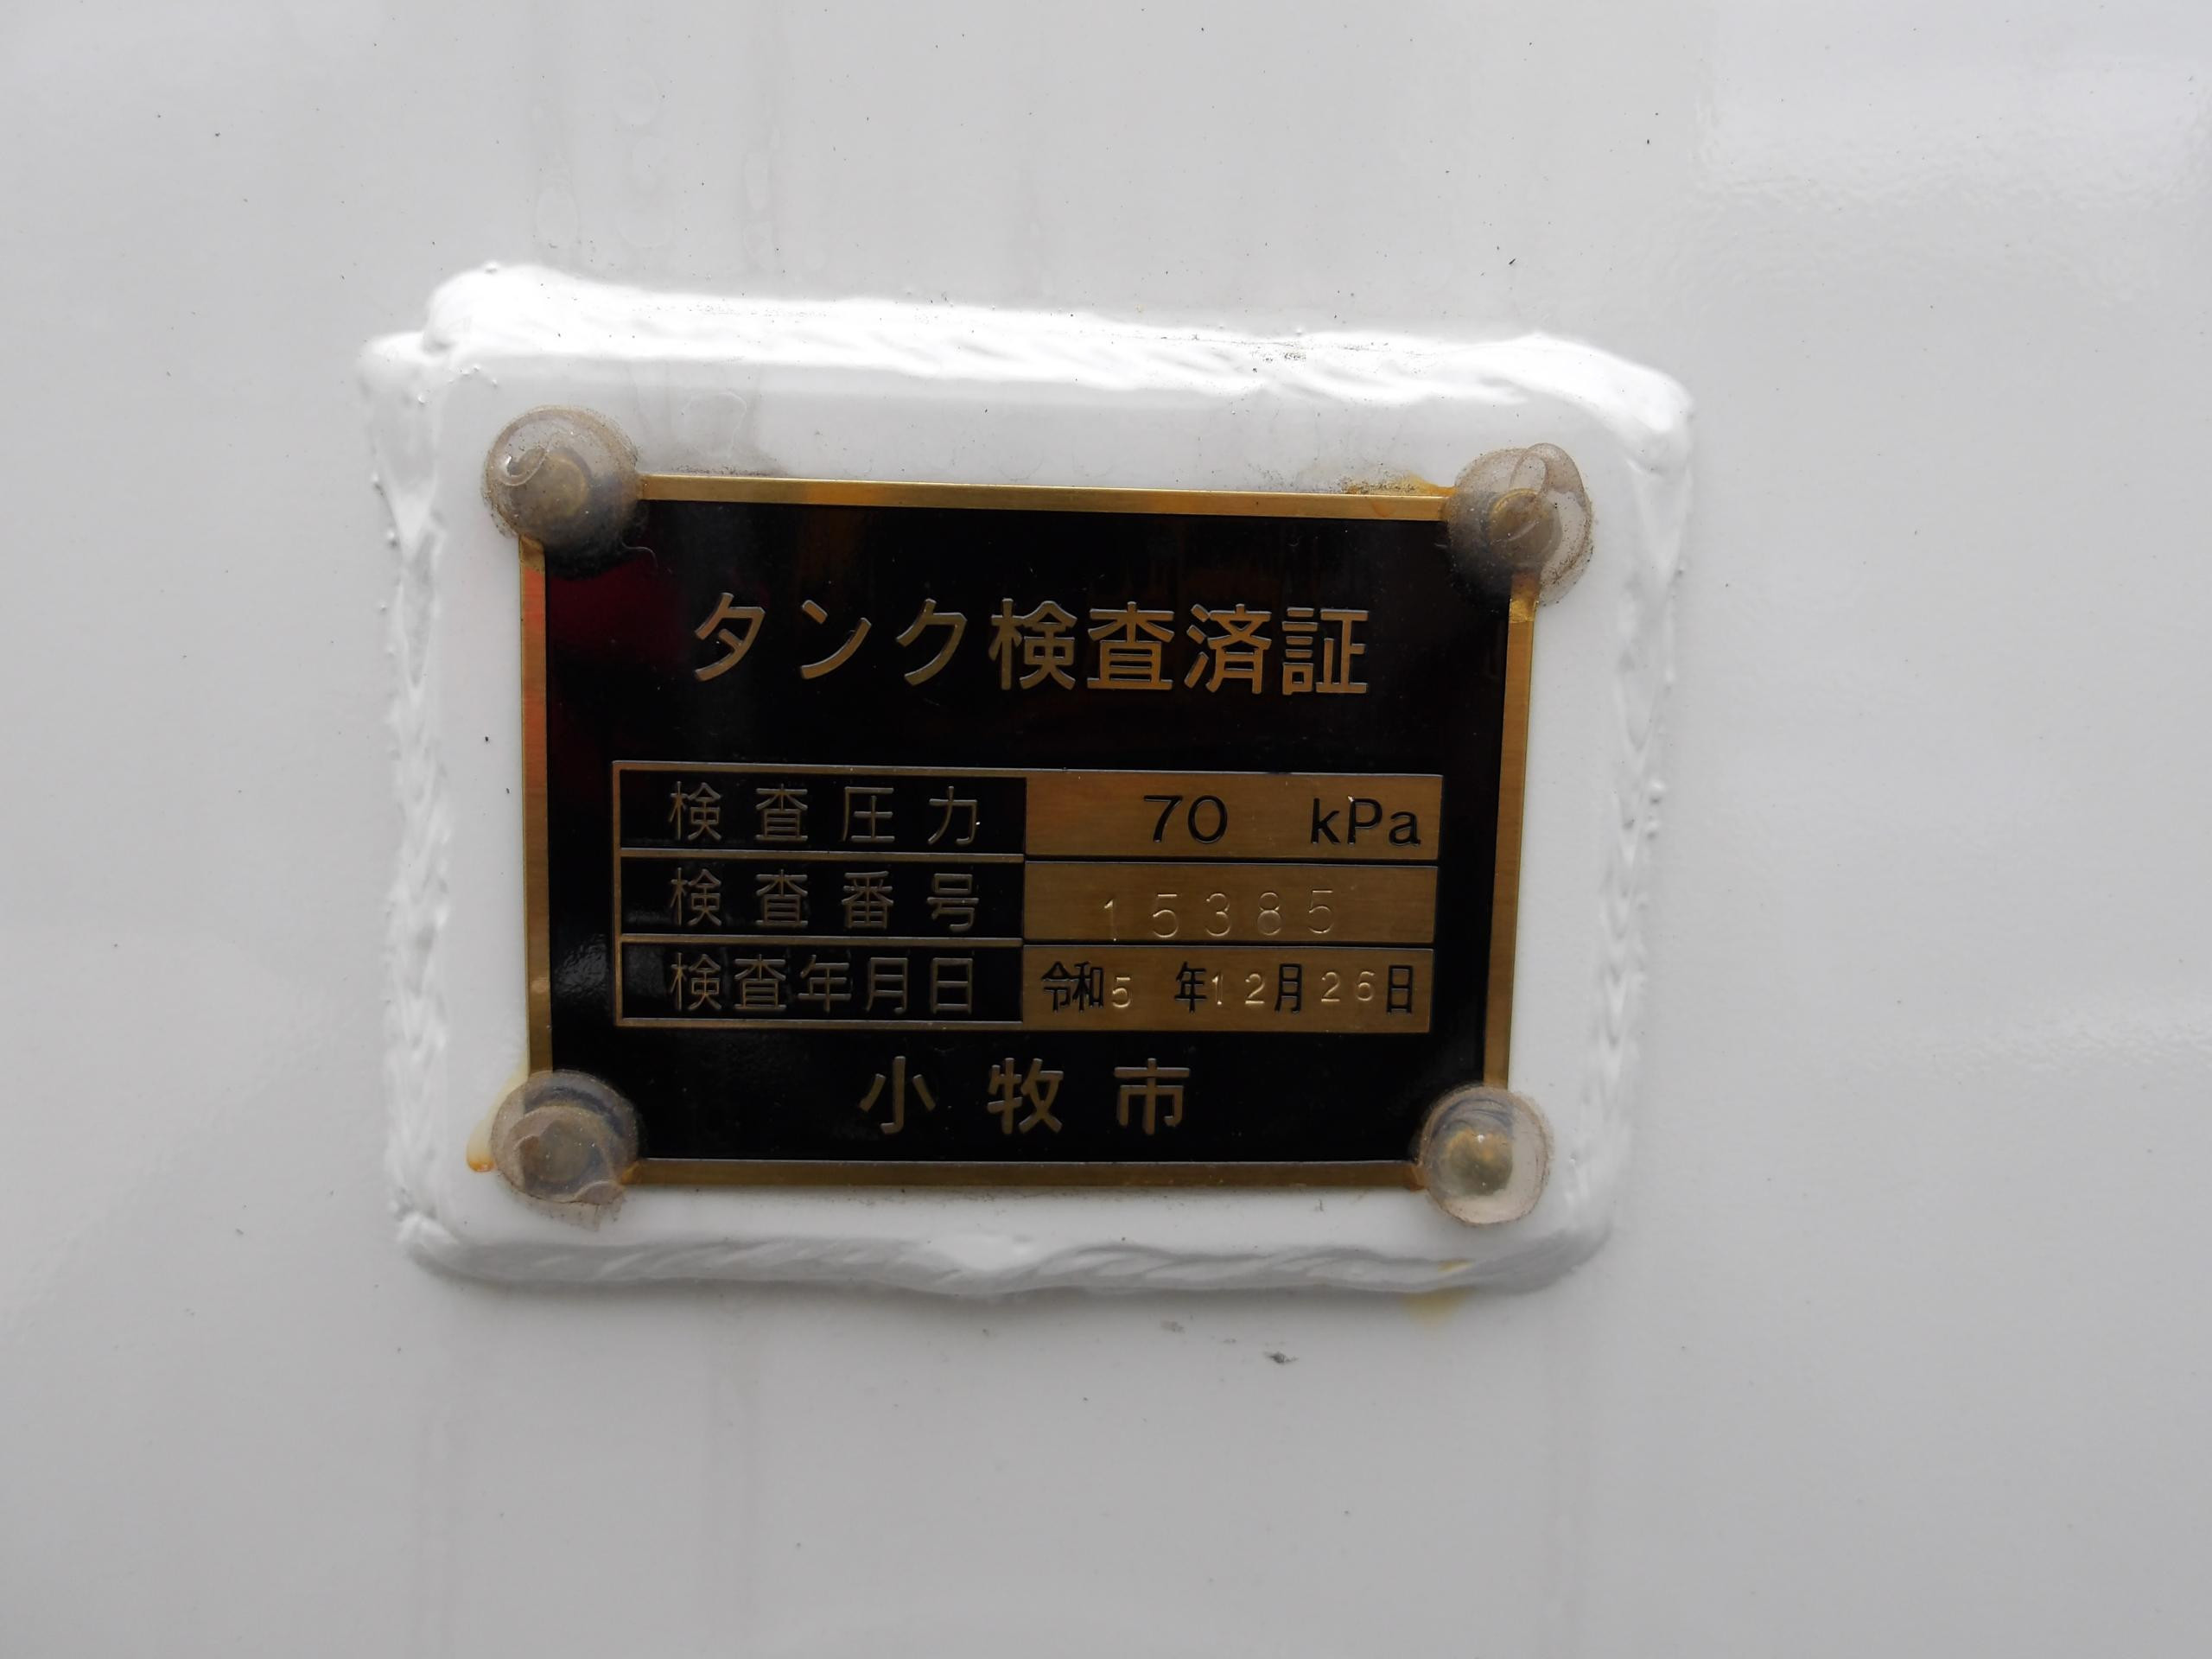 タンク検査済証
検査圧力 70 kPa
検査番号 15385
検査年月日 令和5年12月26日
小牧市